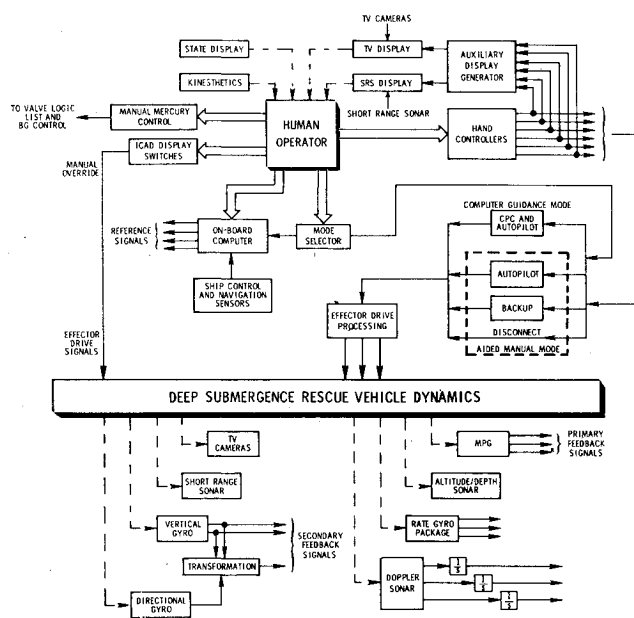 TV CAMERAS
STATE DISPLAY
TV DISPLAY
AUXILIARY
DISPLAY
GENERATOR
KINESTHETICS
SRS DISPLAY
TO VALVE LOGIC
LIST AND
BG CONTROL
MANUAL MERCURY
CONTROL
SHORT RANGE SONAR
HUMAN
OPERATOR
HAND
CONTROLLERS
ICAD DISPLAY
SWITCHES
MANUAL
OVERRIDE
REFERENCE
SIGNALS
ON-BOARD
COMPUTER
MODE
SELECTOR
COMPUTER GUIDANCE MODE
CPC AND
AUTOPILOT
SHIP CONTROL
AND NAVIGATION
SENSORS
AUTOPILOT
BACKUP
DISCONNECT
AIDED MANUAL MODE
EFFECTOR DRIVE
PROCESSING
EFFECTOR
DRIVE
SIGNALS
DEEP SUBMERGENCE RESCUE VEHICLE DYNAMICS
TV
CAMERAS
MPG
PRIMARY
FEEDBACK
SIGNALS
SHORT RANGE
SONAR
ALTITUDE/DEPTH
SONAR
VERTICAL
GYRO
SECONDARY
FEEDBACK
SIGNALS
RATE GYRO
PACKAGE
TRANSFORMATION
DOPPLER
SONAR
1/S
1/S
1/S
DIRECTIONAL
GYRO